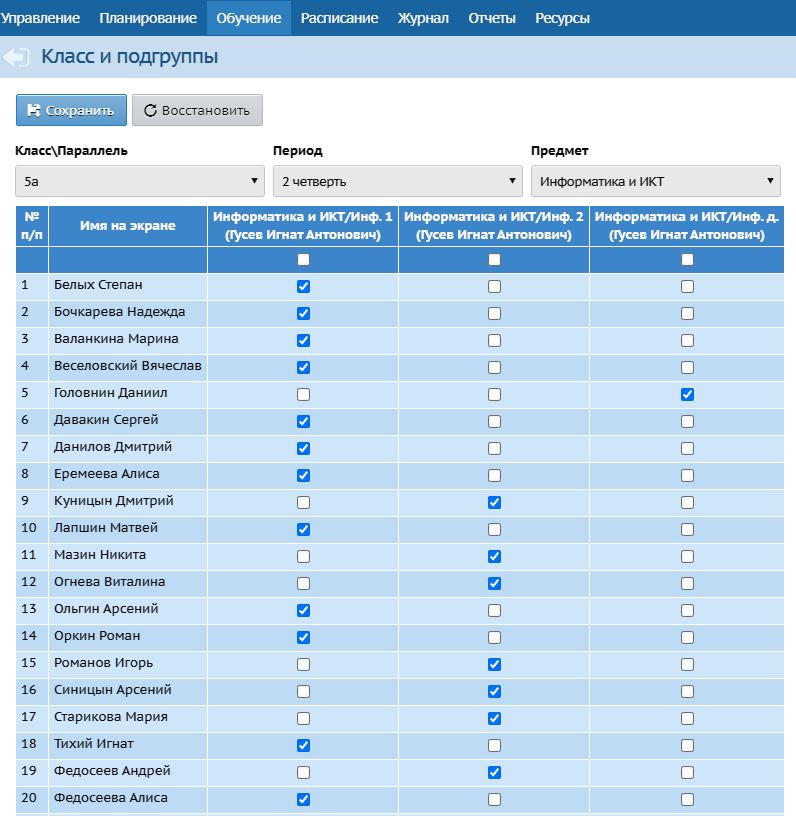 Управление Планирование Обучение Расписание Журнал Отчеты Ресурсы
Класс и подгруппы
Сохранить Восстановить
Класс\Параллель Период Предмет
5а 2 четверть Информатика и ИКТ
№ п/п Имя на экране Информатика и ИКТ/Инф. 1 (Гусев Игнат Антонович) Информатика и ИКТ/Инф. 2 (Гусев Игнат Антонович) Информатика и ИКТ/Инф. д. (Гусев Игнат Антонович)
1 Белых Степан
2 Бочкарева Надежда
3 Валанкина Марина
4 Веселовский Вячеслав
5 Головнин Даниил
6 Давакин Сергей
7 Данилов Дмитрий
8 Еремеева Алиса
9 Куницын Дмитрий
10 Лапшин Матвей
11 Мазин Никита
12 Огнева Виталина
13 Ольгин Арсений
14 Оркин Роман
15 Романов Игорь
16 Синицын Арсений
17 Старикова Мария
18 Тихий Игнат
19 Федосеев Андрей
20 Федосеева Алиса